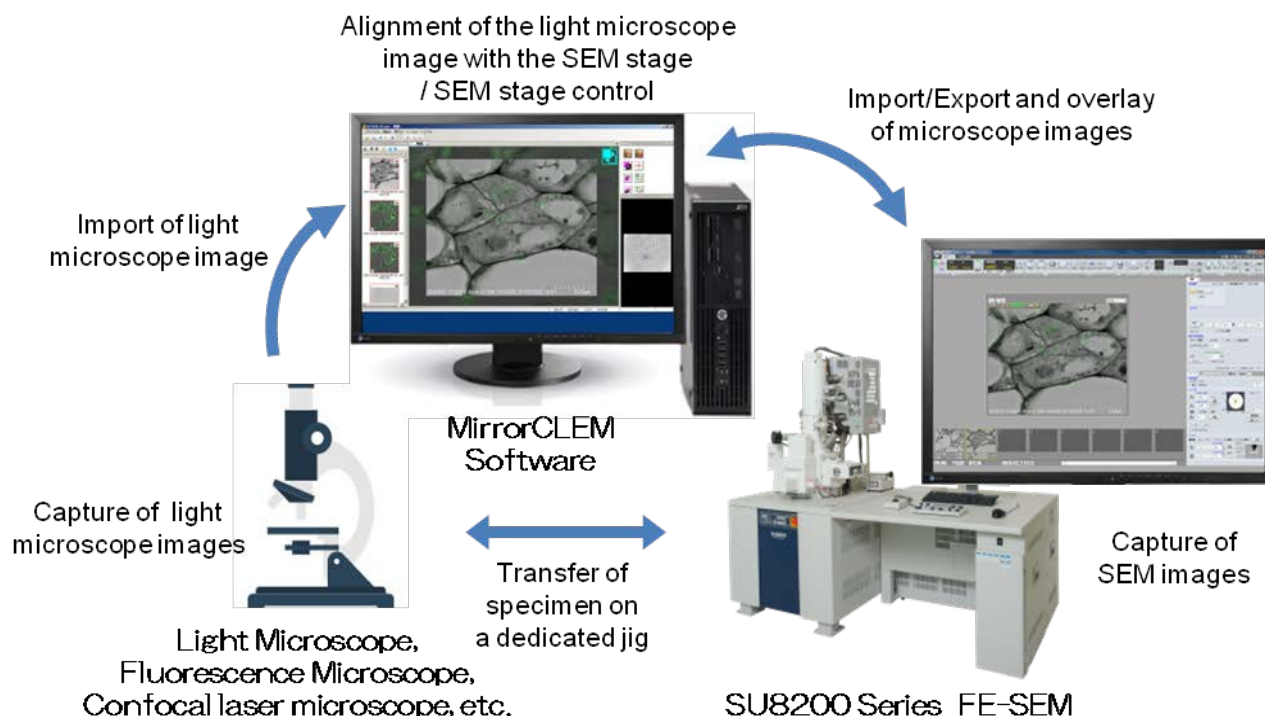 Alignment of the light microscope
image with the SEM stage
/ SEM stage control
Import/Export and overlay
of microscope images
Import of light
microscope image
MirrorCLEM
Software
Capture of light
microscope images
Transfer of
specimen on
a dedicated jig
Capture of
SEM images
Light Microscope,
Fluorescence Microscope,
Confocal laser microscope, etc.
SU8200 Series FE-SEM